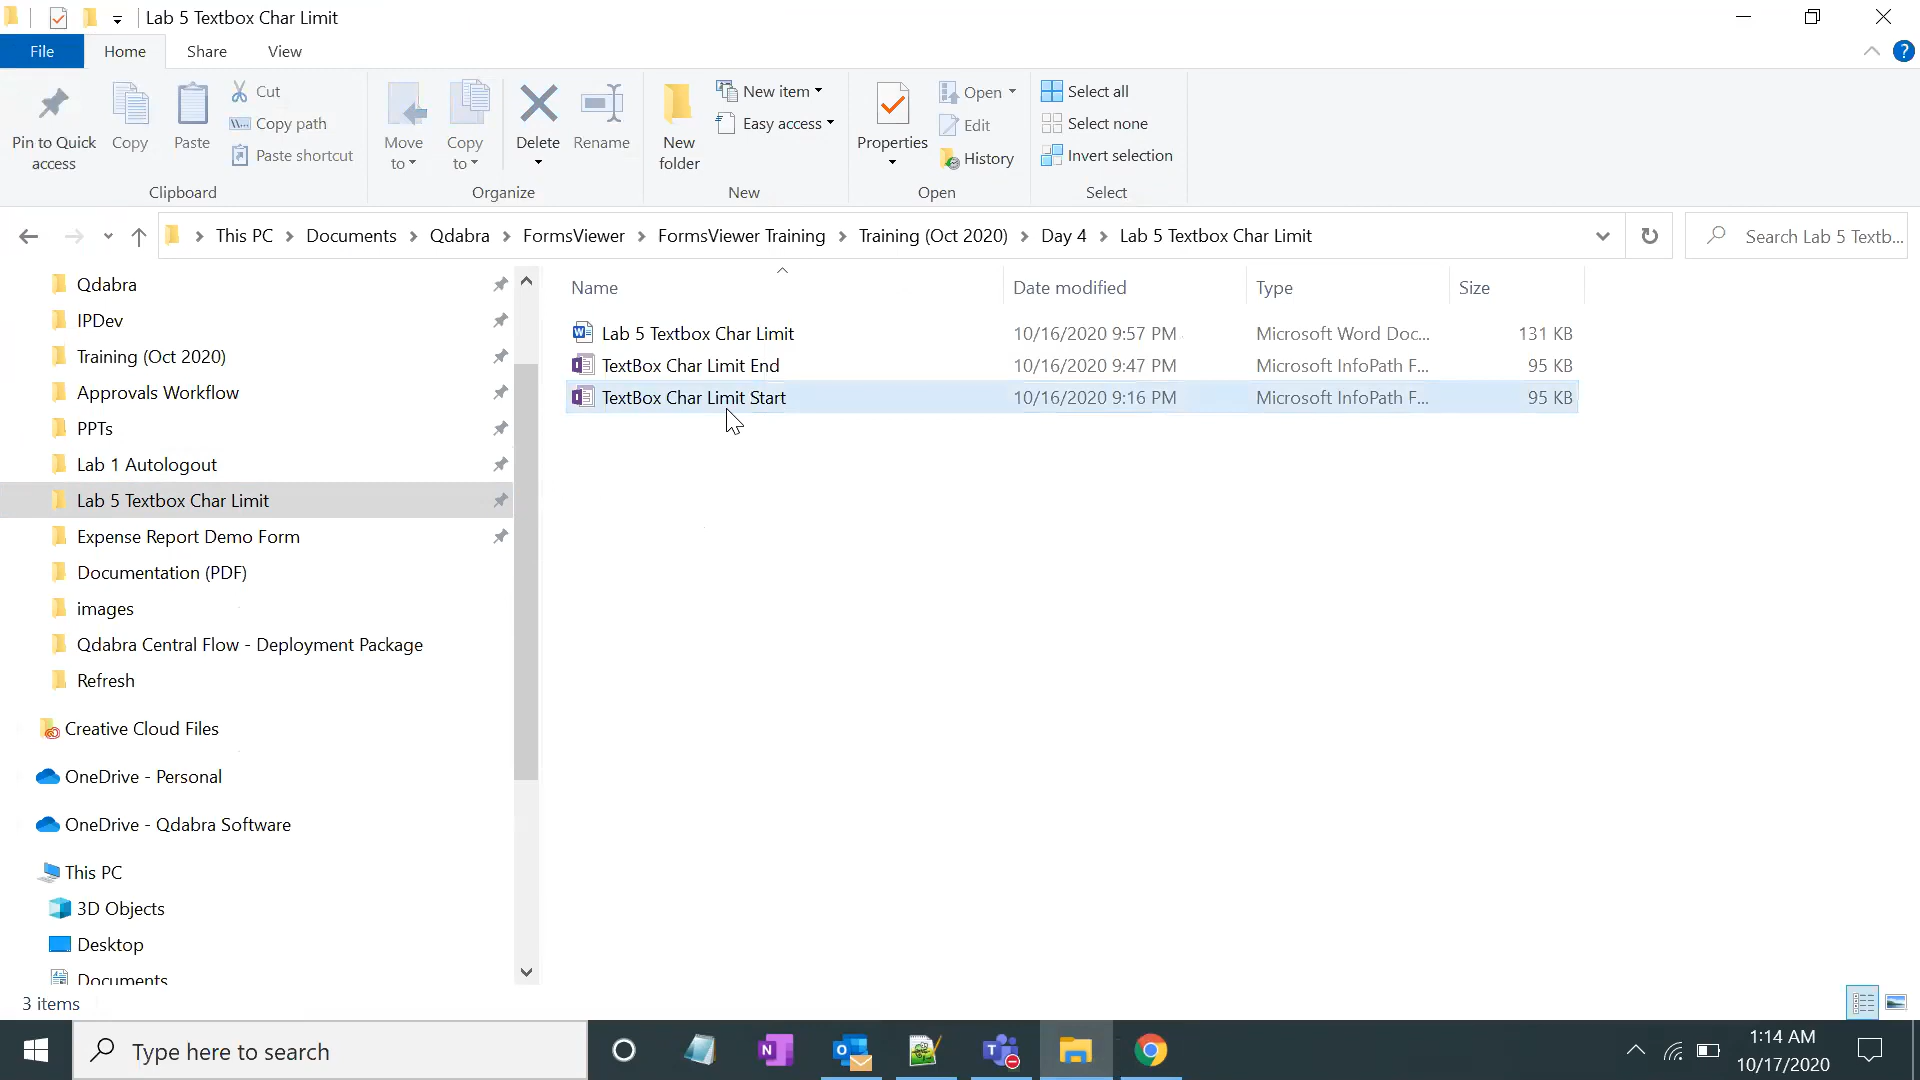 Lab 5 Textbox Char Limit
File Home Share View
Pin to Quick access
Copy
Paste
Cut
Copy path
Paste shortcut
Clipboard
Move to
Copy to
Delete
Rename
Organize
New folder
New item
Easy access
New
Properties
Open
Edit
History
Open
Select all
Select none
Invert selection
Select
This PC > Documents > Qdabra > FormsViewer > FormsViewer Training > Training (Oct 2020) > Day 4 > Lab 5 Textbox Char Limit
Search Lab 5 Textb...
Qdabra
IPDev
Training (Oct 2020)
Approvals Workflow
PPTs
Lab 1 Autologout
Lab 5 Textbox Char Limit
Expense Report Demo Form
Documentation (PDF)
images
Qdabra Central Flow - Deployment Package
Refresh
Creative Cloud Files
OneDrive - Personal
OneDrive - Qdabra Software
This PC
3D Objects
Desktop
Documents
Name Date modified Type Size
Lab 5 Textbox Char Limit 10/16/2020 9:57 PM Microsoft Word Doc... 131 KB
TextBox Char Limit End 10/16/2020 9:47 PM Microsoft InfoPath F... 95 KB
TextBox Char Limit Start 10/16/2020 9:16 PM Microsoft InfoPath F... 95 KB
3 items
Type here to search
1:14 AM
10/17/2020